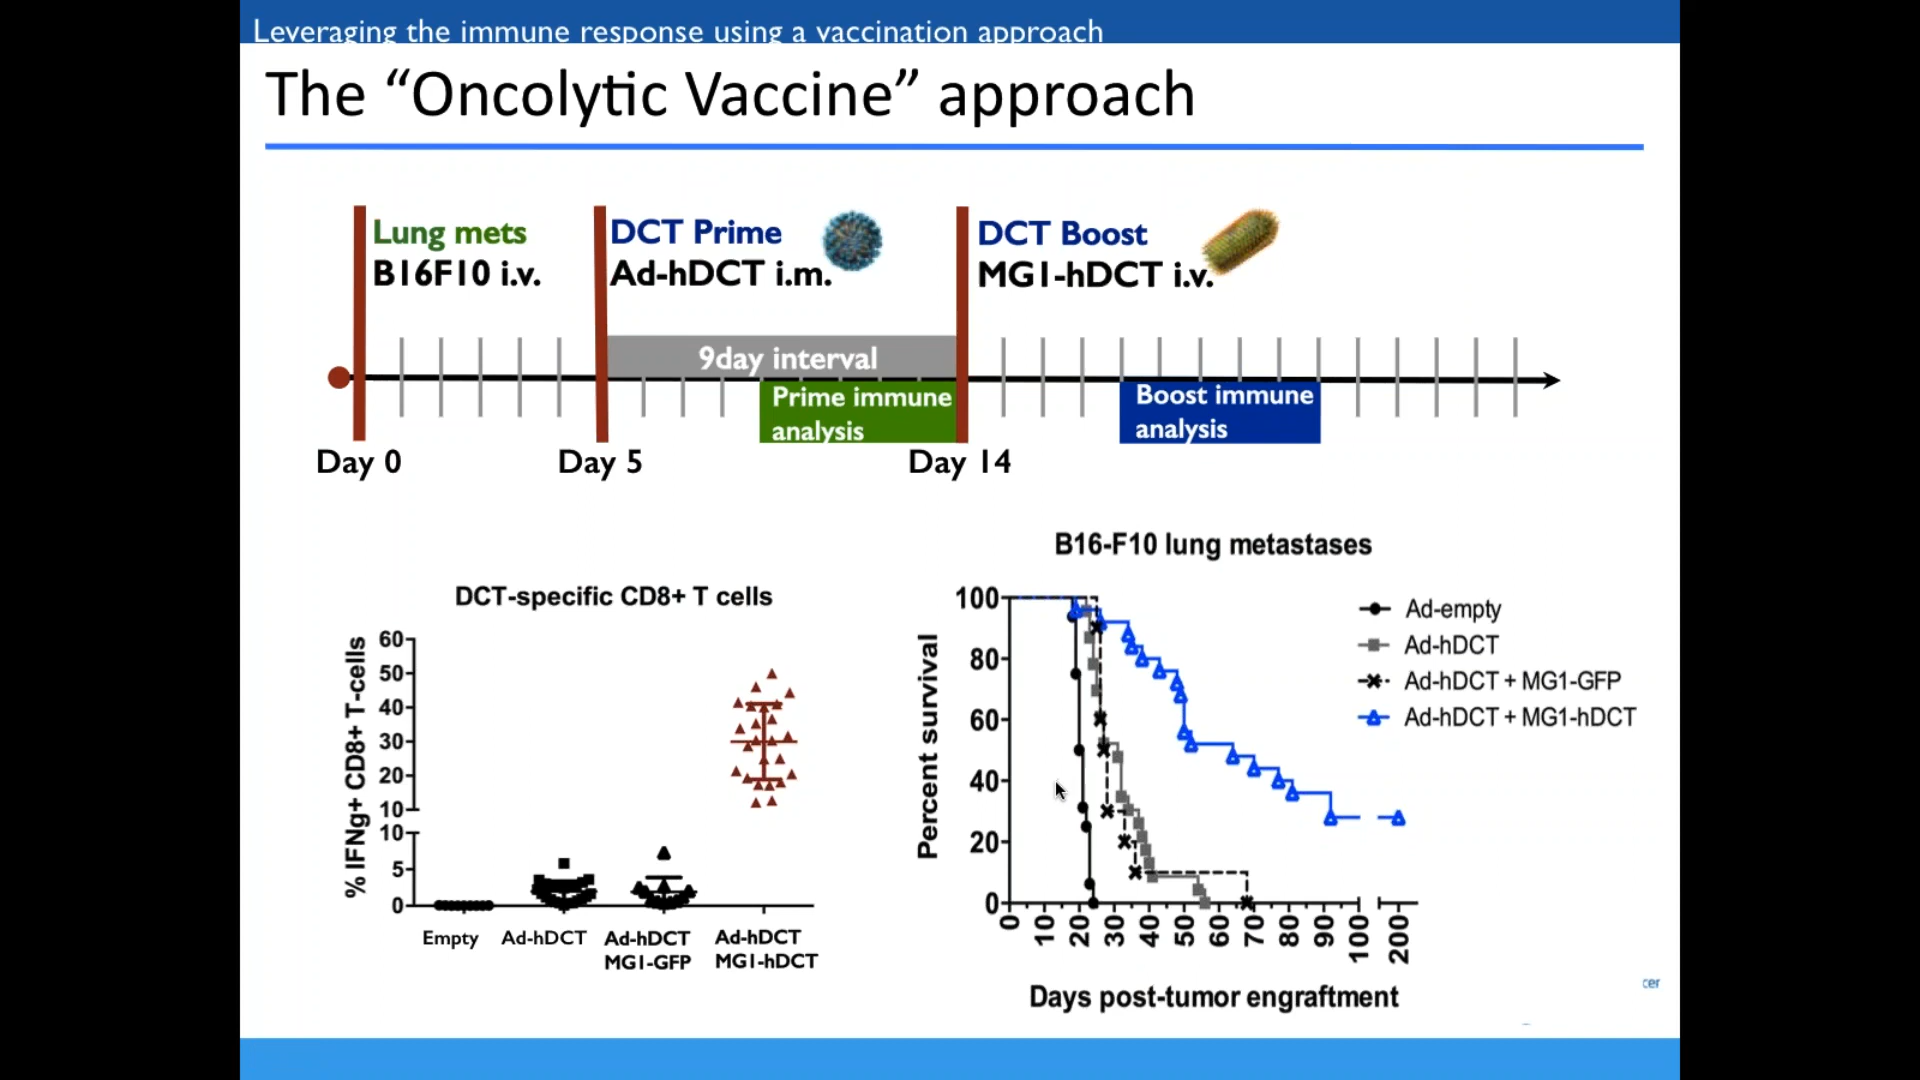 Leveraging the immune response using a vaccination approach
The “Oncolytic Vaccine” approach
Lung mets
B16F10 i.v.
DCT Prime
Ad-hDCT i.m.
DCT Boost
MG1-hDCT i.v.
9day interval
Prime immune
analysis
Boost immune
analysis
Day 0
Day 5
Day 14
DCT-specific CD8+ T cells
% IFNg+ CD8+ T-cells
60
50
40
30
20
10
10
5
0
Empty
Ad-hDCT
Ad-hDCT
MG1-GFP
Ad-hDCT
MG1-hDCT
B16-F10 lung metastases
Percent survival
100
80
60
40
20
0
0 10 20 30 40 50 60 70 80 90 100 200
Days post-tumor engraftment
Ad-empty
Ad-hDCT
Ad-hDCT + MG1-GFP
Ad-hDCT + MG1-hDCT
cer